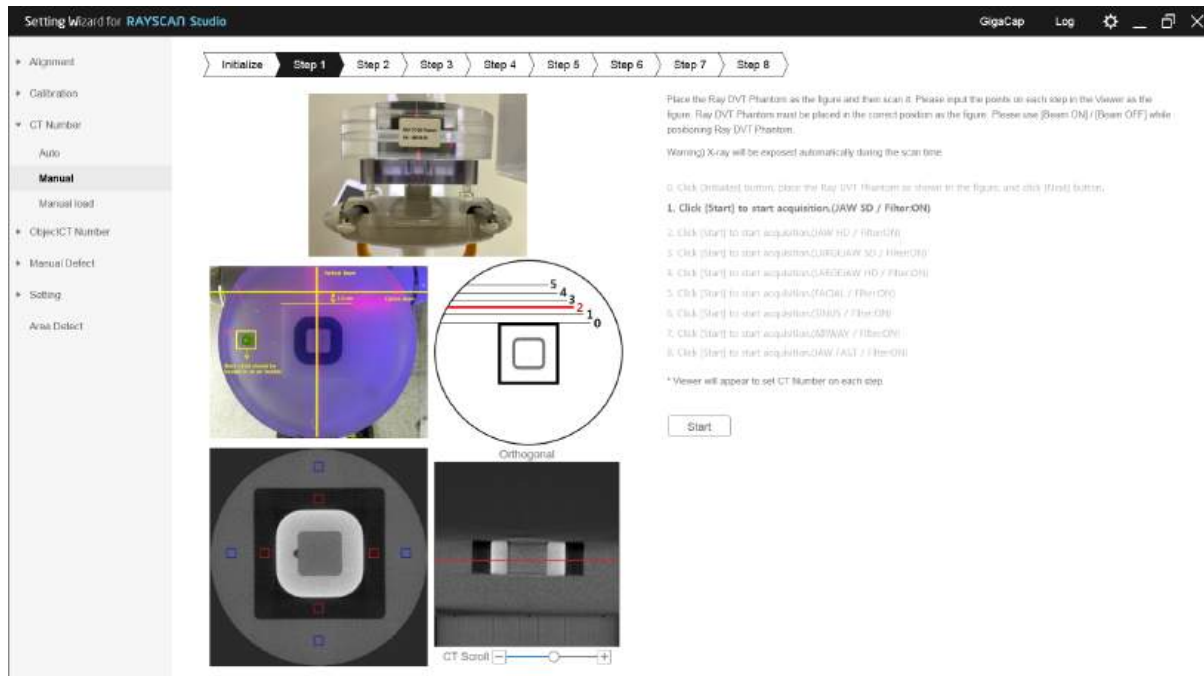 Setting Wizard for RAYSCAN Studio
GigaCap Log
Alignment
Calibration
CT Number
Auto
Manual
Manual load
ObjecICT Number
Manual Defect
Setting
Area Defect
Initialize Step 1 Step 2 Step 3 Step 4 Step 5 Step 6 Step 7 Step 8
Place the Ray DVT Phantom as the figure and then scan it. Please input the points on each step in the Viewer as the
figure. Ray DVT Phantom must be placed in the correct position as the figure. Please use [Beam ON] / [Beam OFF] while
positioning Ray DVT Phantom.
Warning) X-ray will be exposed automatically during the scan time
0. Click [Initialize] button, place the Ray DVT Phantom as shown in the figure, and click [Next] button.
1. Click [Start] to start acquisition.(JAW SD / Filter:ON)
2. Click [Start] to start acquisition.(JAW HD / Filter:ON)
3. Click [Start] to start acquisition.(LARGEJAW SD / Filter:ON)
4. Click [Start] to start acquisition.(LARGEJAW HD / Filter:ON)
5. Click [Start] to start acquisition.(FACIAL / Filter:ON)
6. Click [Start] to start acquisition.(SINUS / Filter:ON)
7. Click [Start] to start acquisition.(AIRWAY / Filter:ON)
8. Click [Start] to start acquisition.(JAW FAST / Filter:ON)
* Viewer will appear to set CT Number on each step
Start
5
4
3
2
1
0
Orthogonal
CT Scroll